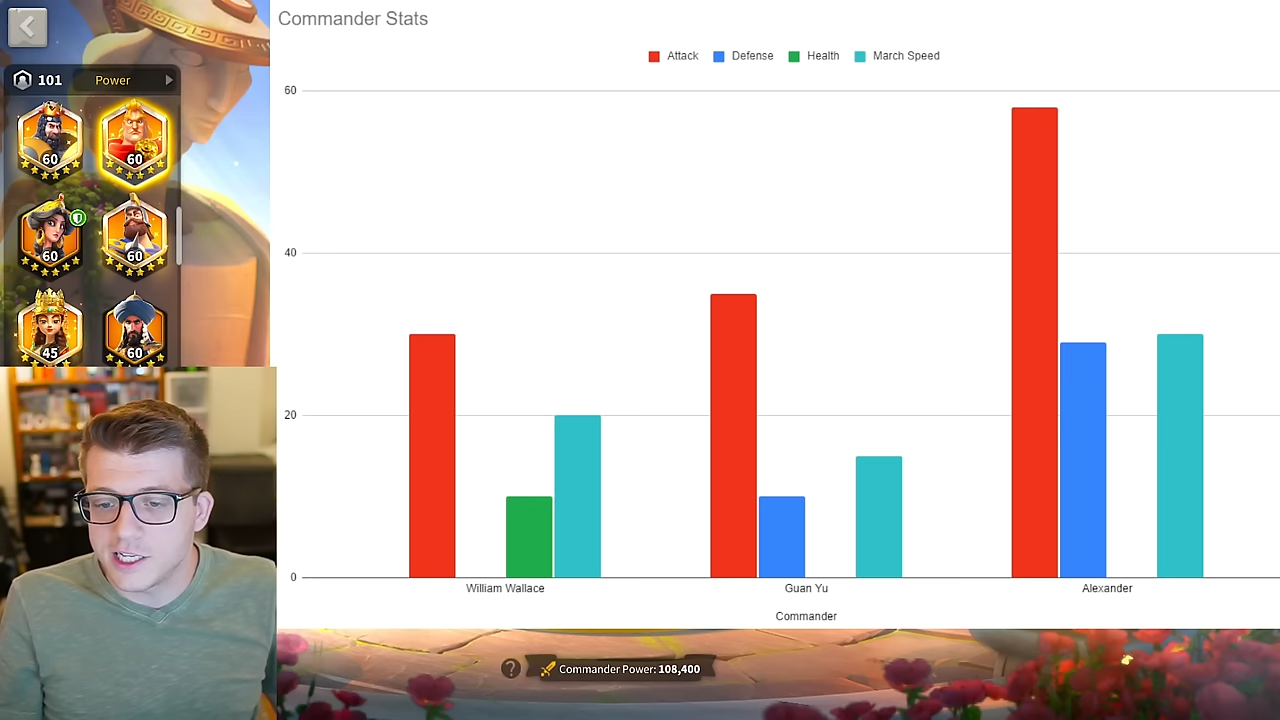 Commander Stats
Attack Defense Health March Speed
101 Power
60 60
60 60
45 60
60
40
20
0
William Wallace Guan Yu Alexander
Commander
? Commander Power: 108,400